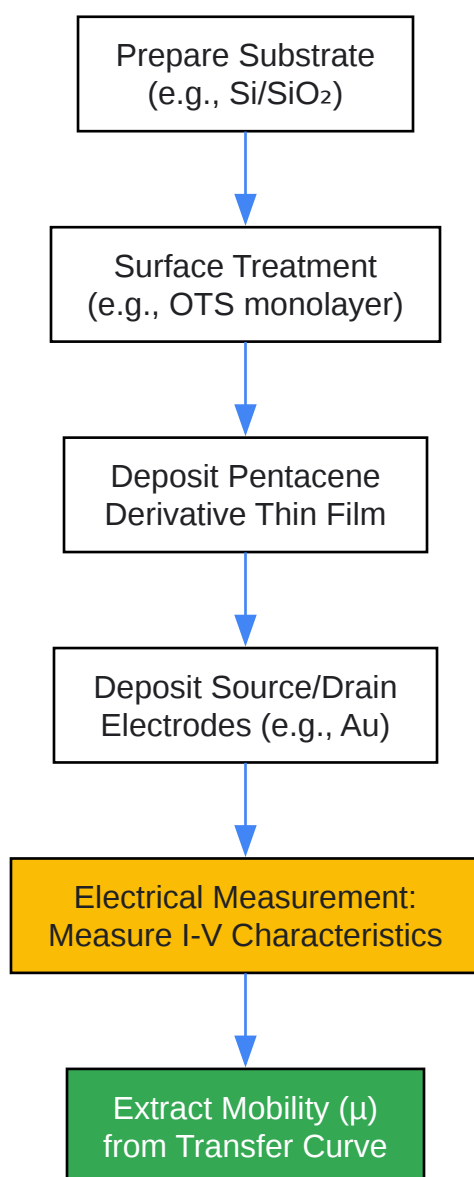 Prepare Substrate
(e.g., Si/SiO₂)
Surface Treatment
(e.g., OTS monolayer)
Deposit Pentacene
Derivative Thin Film
Deposit Source/Drain
Electrodes (e.g., Au)
Electrical Measurement:
Measure I-V Characteristics
Extract Mobility (µ)
from Transfer Curve